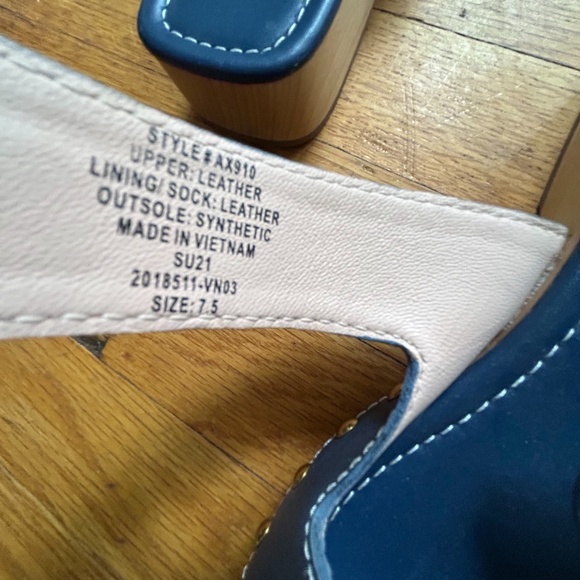 STYLE#AX910
UPPER: LEATHER
LINING/ SOCK: LEATHER
OUTSOLE: SYNTHETIC
MADE IN VIETNAM
SU21
2018511-VN03
SIZE: 7.5